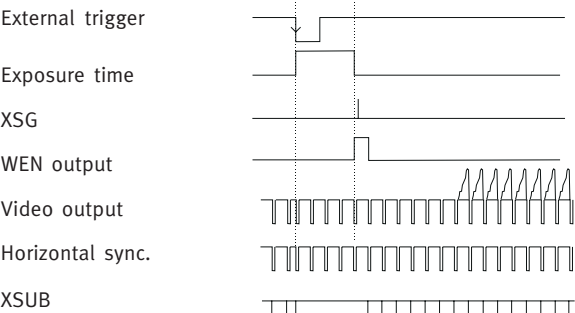 External trigger
Exposure time
XSG
WEN output
Video output
Horizontal sync.
XSUB